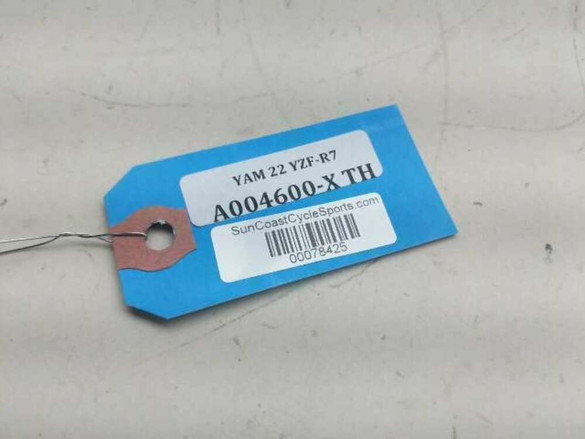 YAM 22 YZF-R7
A004600-X TH
SunCoastCycleSports.com
00078425